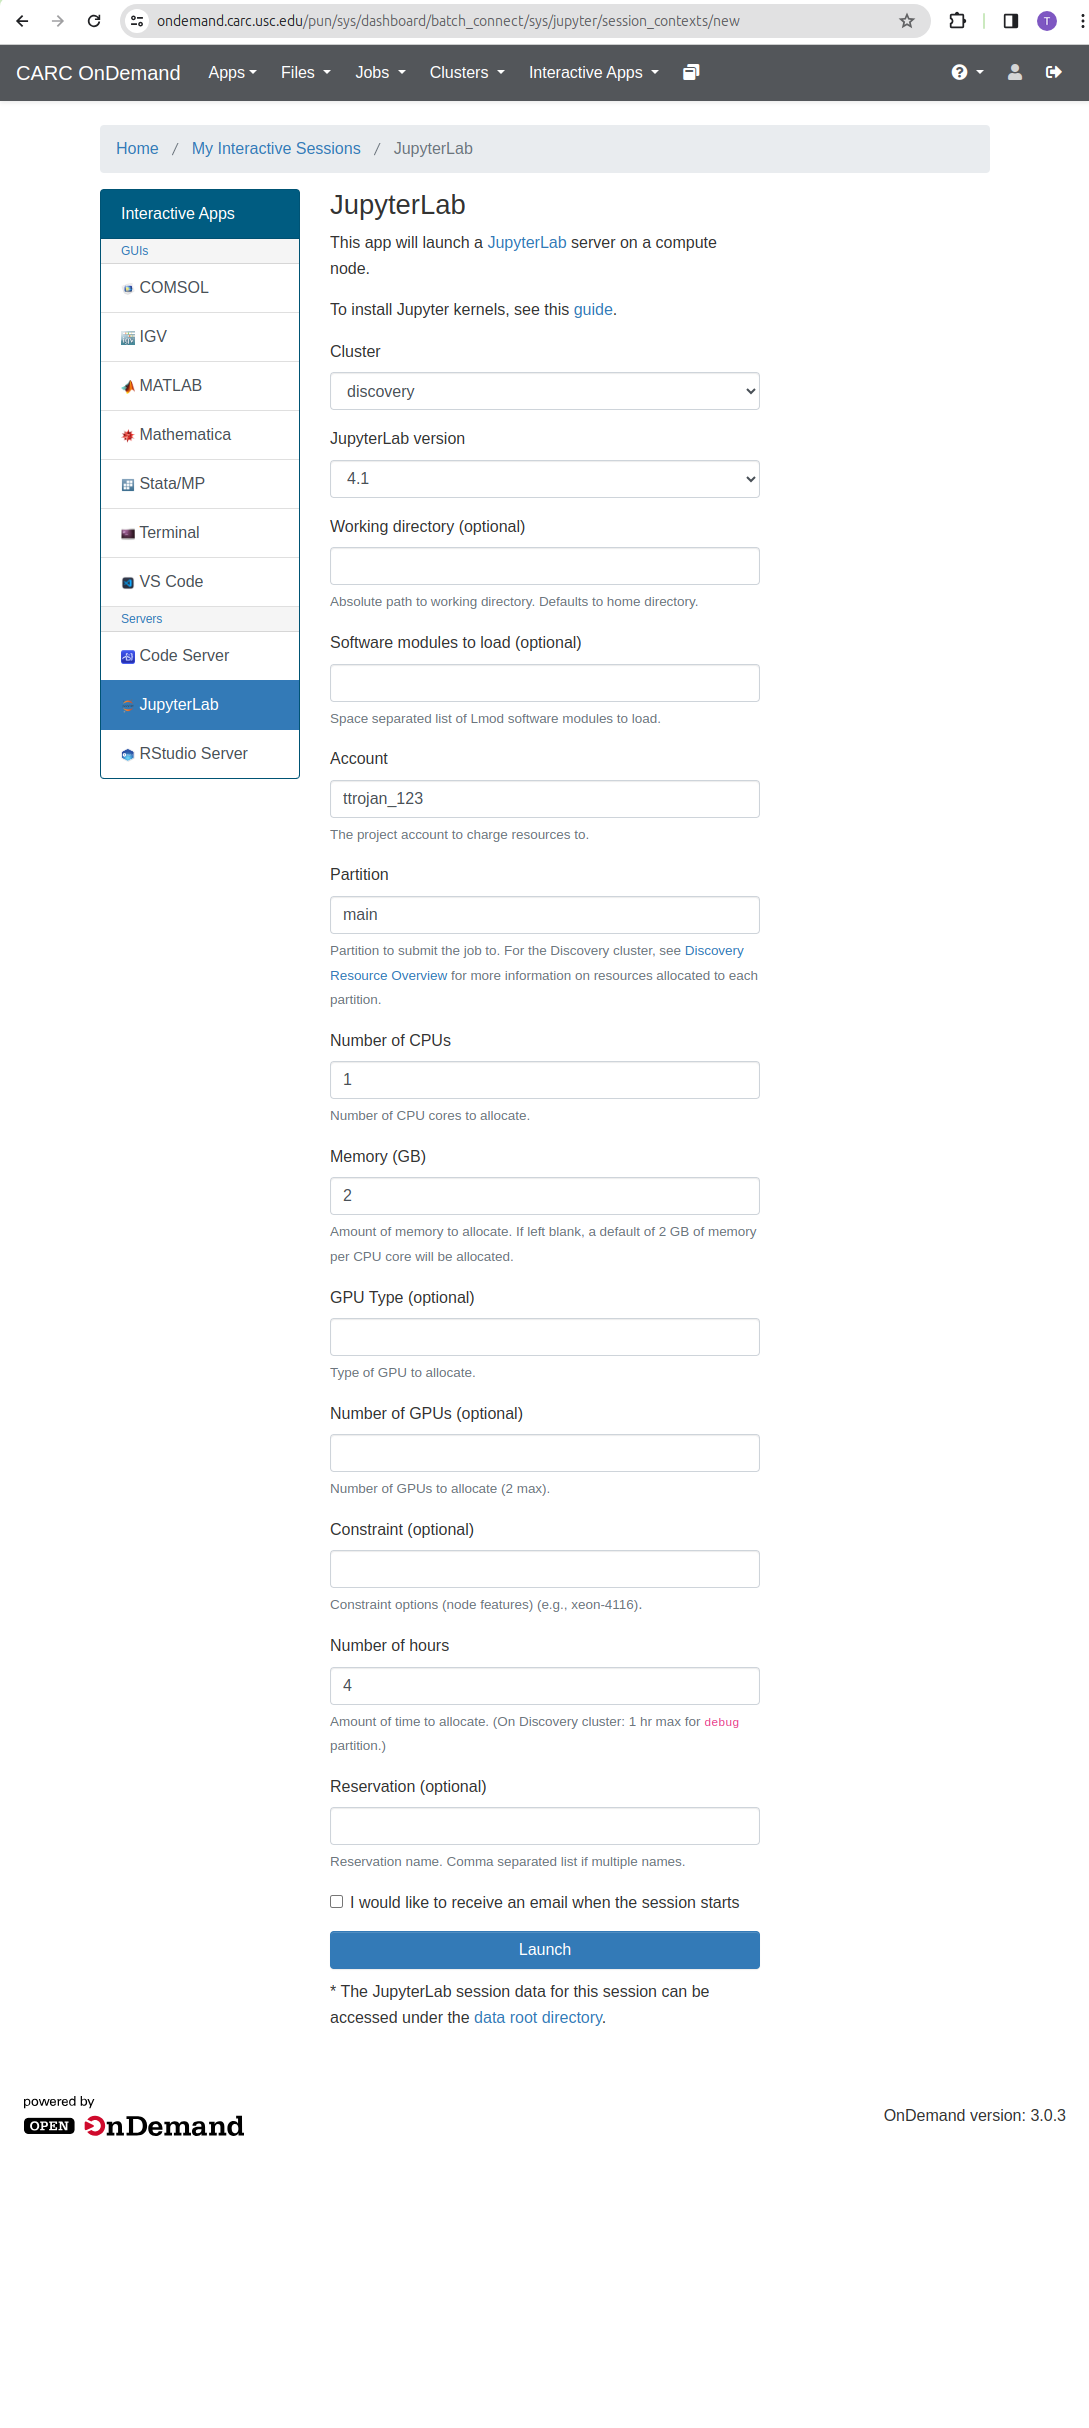 ondemand.carc.usc.edu/pun/sys/dashboard/batch_connect/sys/jupyter/session_contexts/new
T
CARC OnDemand Apps Files Jobs Clusters Interactive Apps
Home / My Interactive Sessions / JupyterLab
Interactive Apps
GUIs
COMSOL
IGV
MATLAB
Mathematica
Stata/MP
Terminal
VS Code
Servers
Code Server
JupyterLab
RStudio Server
JupyterLab
This app will launch a JupyterLab server on a compute
node.
To install Jupyter kernels, see this guide.
Cluster
discovery
JupyterLab version
4.1
Working directory (optional)
Absolute path to working directory. Defaults to home directory.
Software modules to load (optional)
Space separated list of Lmod software modules to load.
Account
ttrojan_123
The project account to charge resources to.
Partition
main
Partition to submit the job to. For the Discovery cluster, see Discovery
Resource Overview for more information on resources allocated to each
partition.
Number of CPUs
1
Number of CPU cores to allocate.
Memory (GB)
2
Amount of memory to allocate. If left blank, a default of 2 GB of memory
per CPU core will be allocated.
GPU Type (optional)
Type of GPU to allocate.
Number of GPUs (optional)
Number of GPUs to allocate (2 max).
Constraint (optional)
Constraint options (node features) (e.g., xeon-4116).
Number of hours
4
Amount of time to allocate. (On Discovery cluster: 1 hr max for debug
partition.)
Reservation (optional)
Reservation name. Comma separated list if multiple names.
I would like to receive an email when the session starts
Launch
* The JupyterLab session data for this session can be
accessed under the data root directory.
powered by
OPEN OnDemand
OnDemand version: 3.0.3